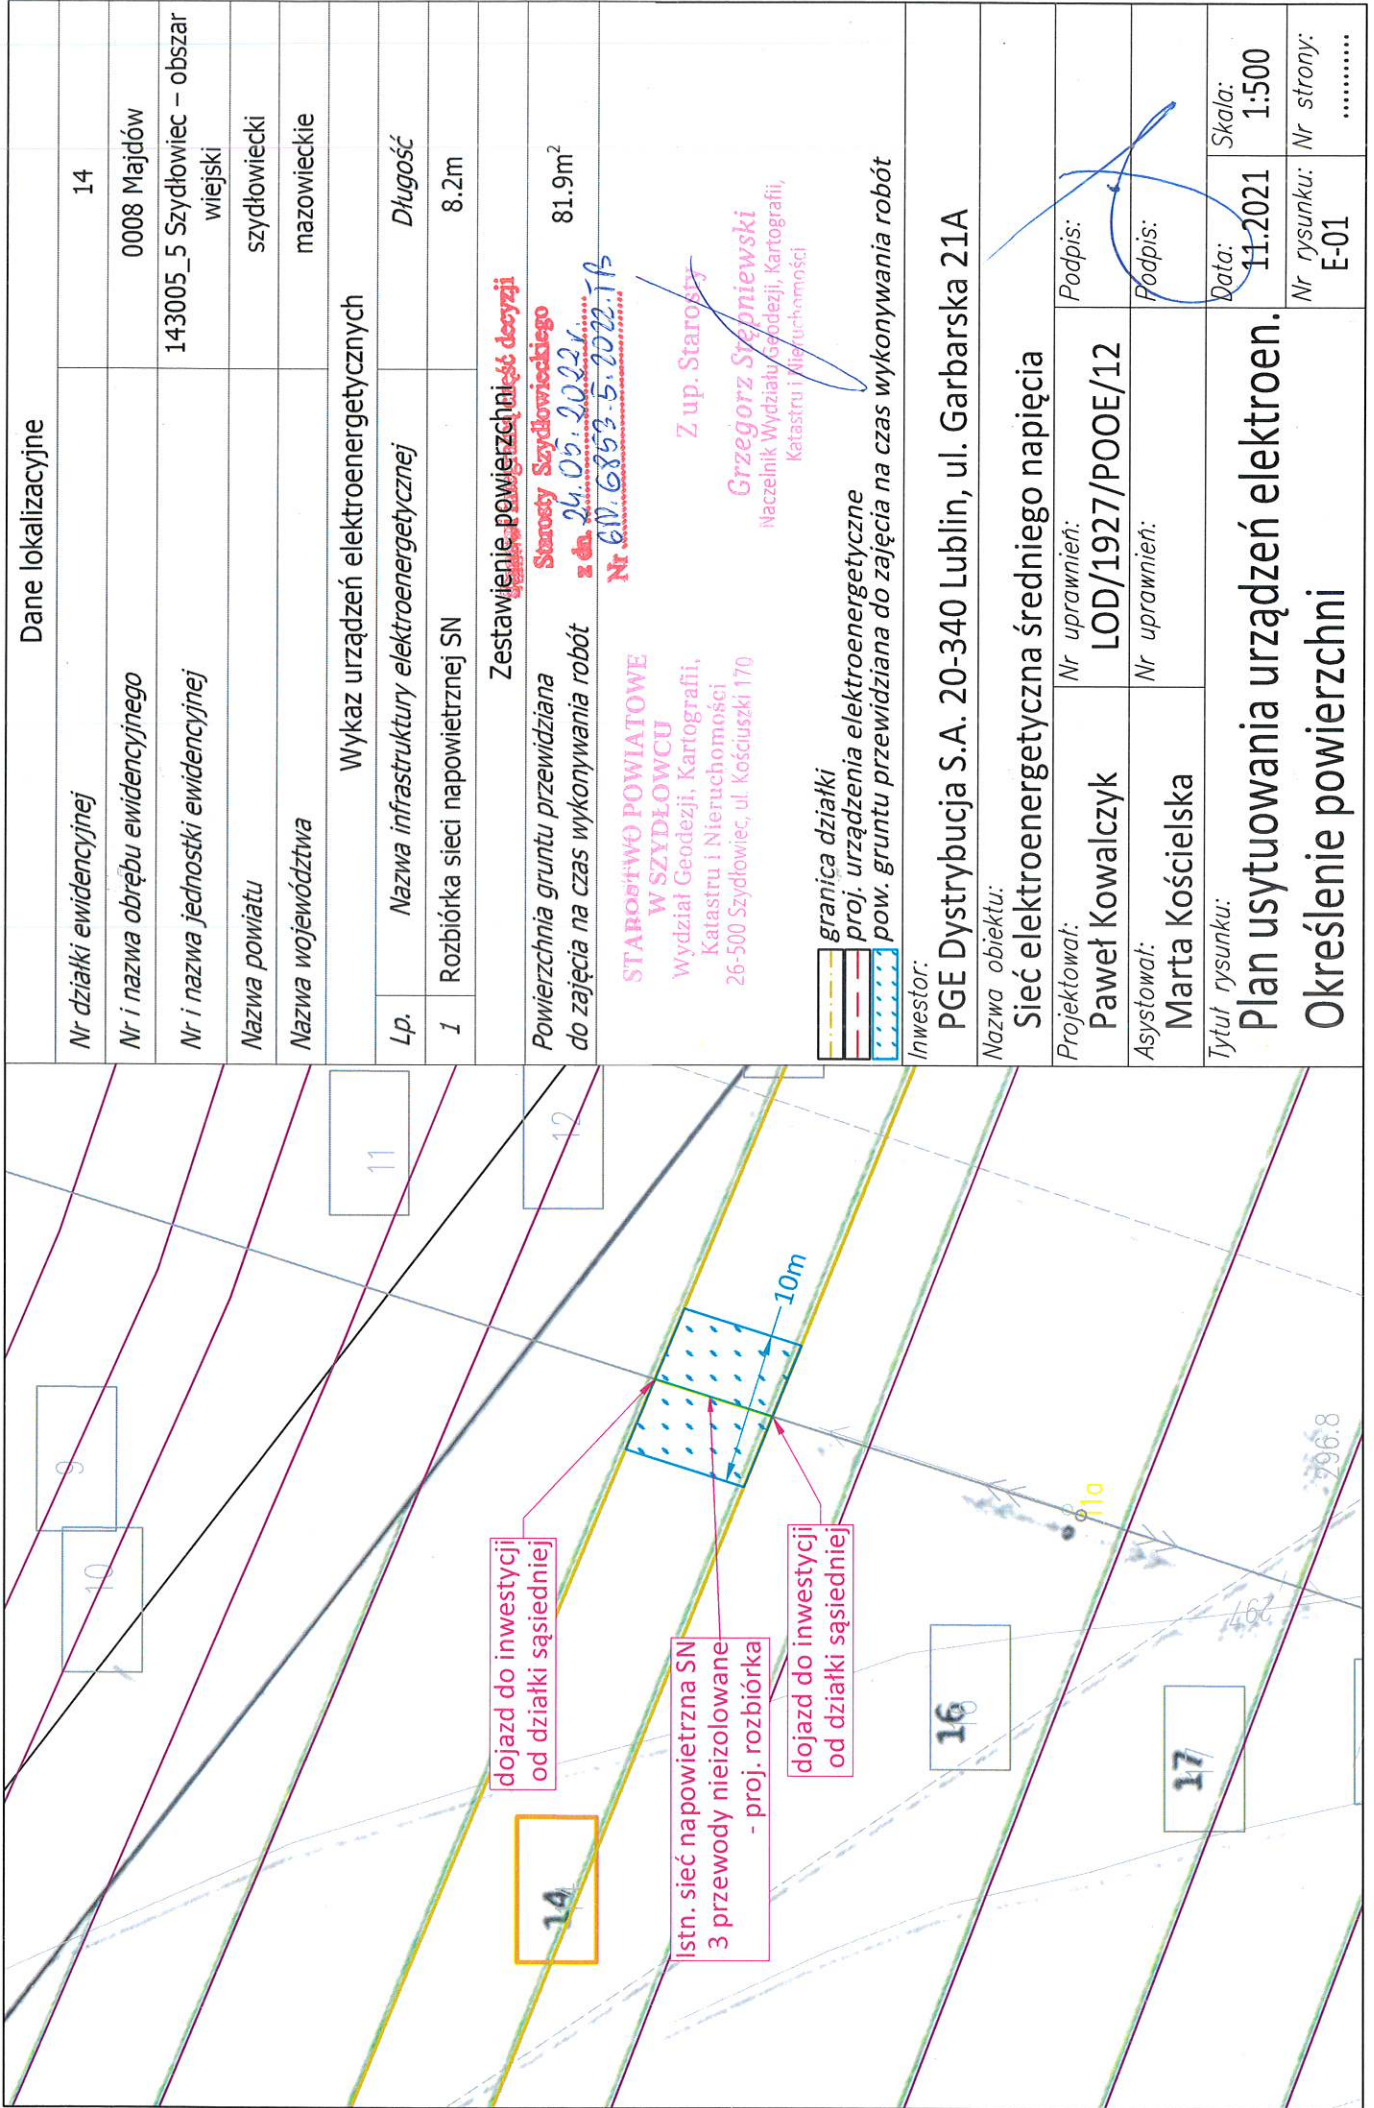 Dane lokalizacyjne
Nr działki ewidencyjnej 14
Nr i nazwa obrębu ewidencyjnego 0008 Majdów
Nr i nazwa jednostki ewidencyjnej 143005_5 Szydłowiec – obszar
wiejski
Nazwa powiatu szydłowiecki
Nazwa województwa mazowieckie
Wykaz urządzeń elektroenergetycznych
Lp. Nazwa infrastruktury elektroenergetycznej Długość
1 Rozbiórka sieci napowietrznej SN 8.2m
Zestawienie powierzchni
decyzji
Starosty Szydłowieckiego
z dn. 24.05.2022r.
Nr GN.6853.5.2022.
Powierzchnia gruntu przewidziana
do zajęcia na czas wykonywania robót 81.9m²
STAROSTWO POWIATOWE
W SZYDŁOWCU
Wydział Geodezji, Kartografii,
Katastru i Nieruchomości
26-500 Szydłowiec, ul. Kościuszki 170
Z up. Starosty
Grzegorz Stępniewski
Naczelnik Wydziału Geodezji, Kartografii,
Katastru i Nieruchomości
granica działki
proj. urządzenia elektroenergetyczne
pow. gruntu przewidziana do zajęcia na czas wykonywania robót
Inwestor:
PGE Dystrybucja S.A. 20-340 Lublin, ul. Garbarska 21A
Nazwa obiektu:
Sieć elektroenergetyczna średniego napięcia
Projektował: Nr uprawnień: Podpis:
Paweł Kowalczyk LOD/1927/POOE/12
Asystował: Nr uprawnień: Podpis:
Marta Kościelska
Tytuł rysunku: Data: Skala:
Plan usytuowania urządzeń elektroen. 11.2021 1:500
Określenie powierzchni
Nr rysunku: Nr strony:
E-01 ...........
9
10
11
12
dojazd do inwestycji
od działki sąsiedniej
14
10m
Istn. sieć napowietrzna SN
3 przewody nieizolowane
- proj. rozbiórka
dojazd do inwestycji
od działki sąsiedniej
11a
16
16
17
17
297
296.8